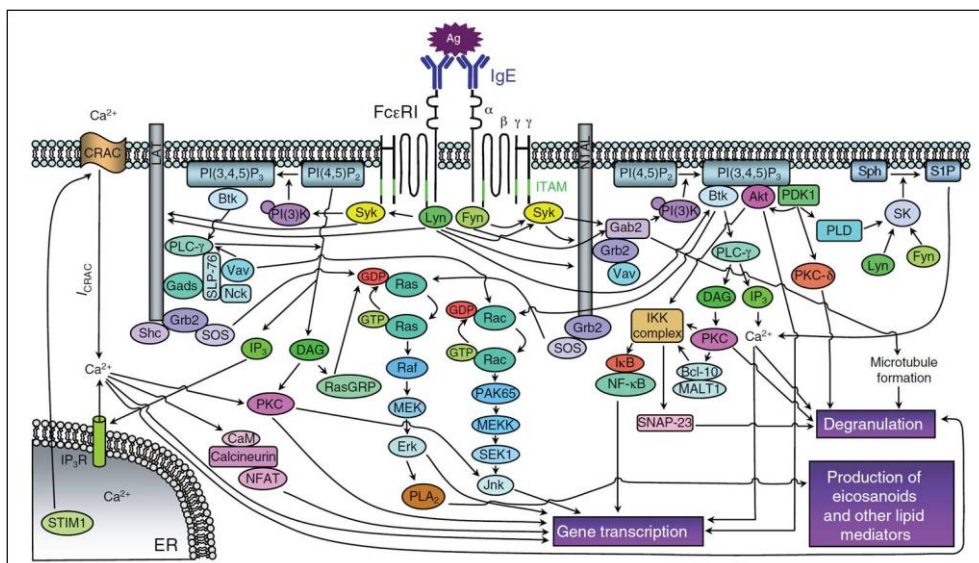 Ag
IgE
FcεRI
α
β γ γ
Ca²⁺
CRAC
LAT
PI(3,4,5)P₃
PI(4,5)P₂
ITAM
NTAL
PI(4,5)P₂
PI(3,4,5)P₃
Sph
S1P
Btk
PI(3)K
Syk
Lyn
Fyn
Syk
Gab2
PI(3)K
Btk
Akt
PDK1
SK
PLC-γ
Grb2
PLC-γ
PLD
SLP-76
Vav
Vav
Lyn
Fyn
Gads
Nck
GDP
Ras
PKC-δ
I CRAC
DAG
IP₃
Shc
Grb2
SOS
GTP
Ras
GDP
Rac
Grb2
SOS
IKK
complex
PKC
Ca²⁺
IP₃
DAG
GTP
Rac
Microtubule
formation
Ca²⁺
RasGRP
Raf
IκB
NF-κB
Bcl-10
MALT1
PKC
MEK
PAK65
SNAP-23
Degranulation
CaM
Calcineurin
NFAT
Erk
MEKK
SEK1
IP₃R
Ca²⁺
PLA₂
Jnk
Production of
eicosanoids
and other lipid
mediators
STIM1
ER
Gene transcription